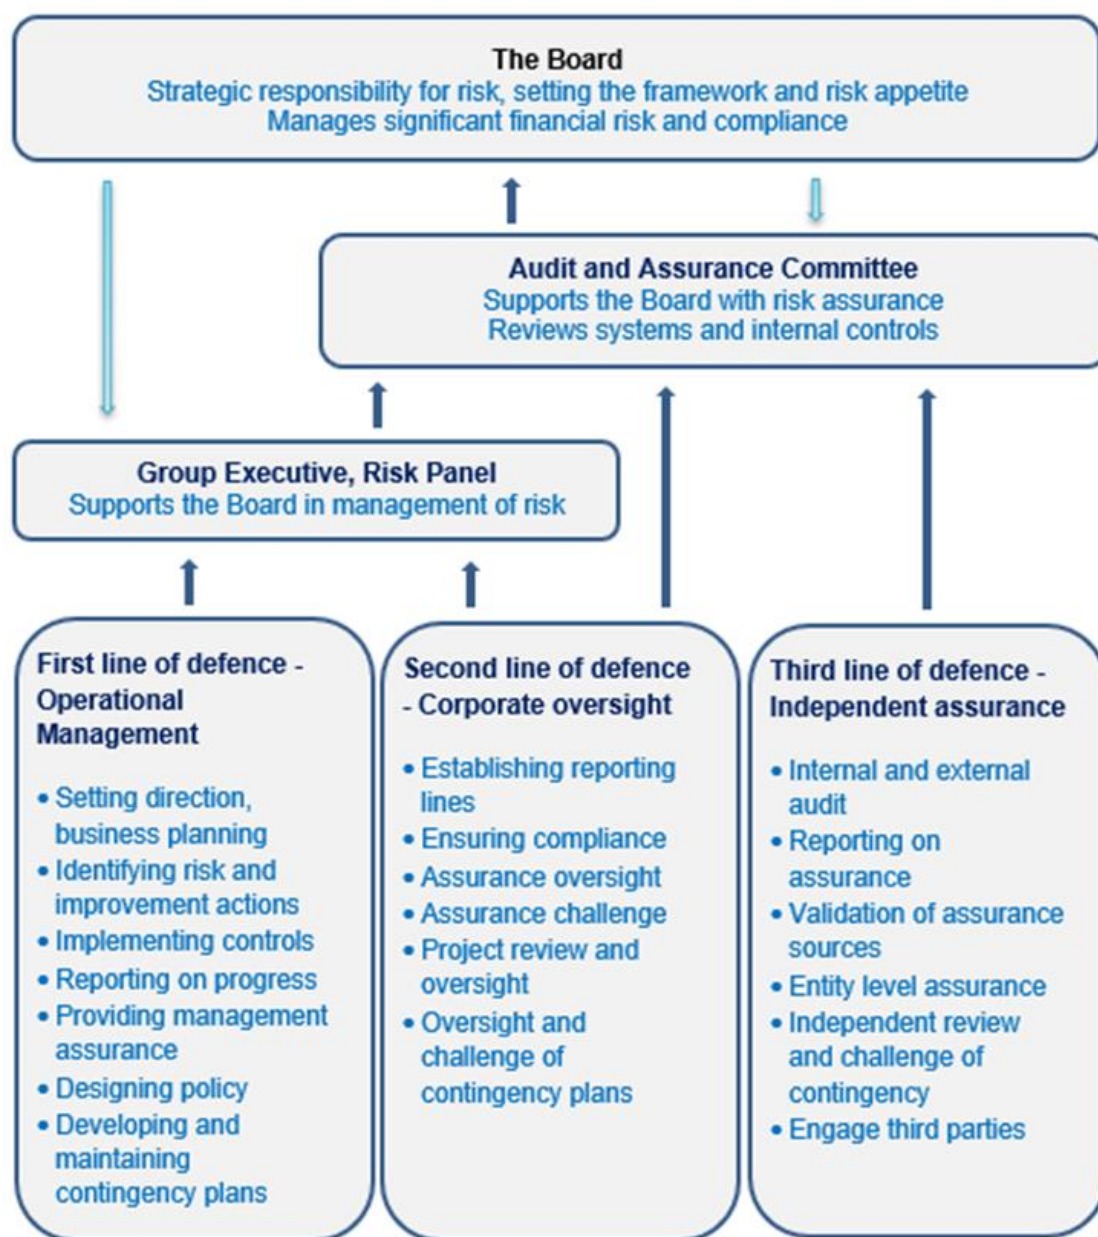 The Board
Strategic responsibility for risk, setting the framework and risk appetite
Manages significant financial risk and compliance
Audit and Assurance Committee
Supports the Board with risk assurance
Reviews systems and internal controls
Group Executive, Risk Panel
Supports the Board in management of risk
First line of defence -
Operational
Management
• Setting direction,
business planning
• Identifying risk and
improvement actions
• Implementing controls
• Reporting on progress
• Providing management
assurance
• Designing policy
• Developing and
maintaining
contingency plans
Second line of defence
- Corporate oversight
• Establishing reporting
lines
• Ensuring compliance
• Assurance oversight
• Assurance challenge
• Project review and
oversight
• Oversight and
challenge of
contingency plans
Third line of defence -
Independent assurance
• Internal and external
audit
• Reporting on
assurance
• Validation of assurance
sources
• Entity level assurance
• Independent review
and challenge of
contingency
• Engage third parties